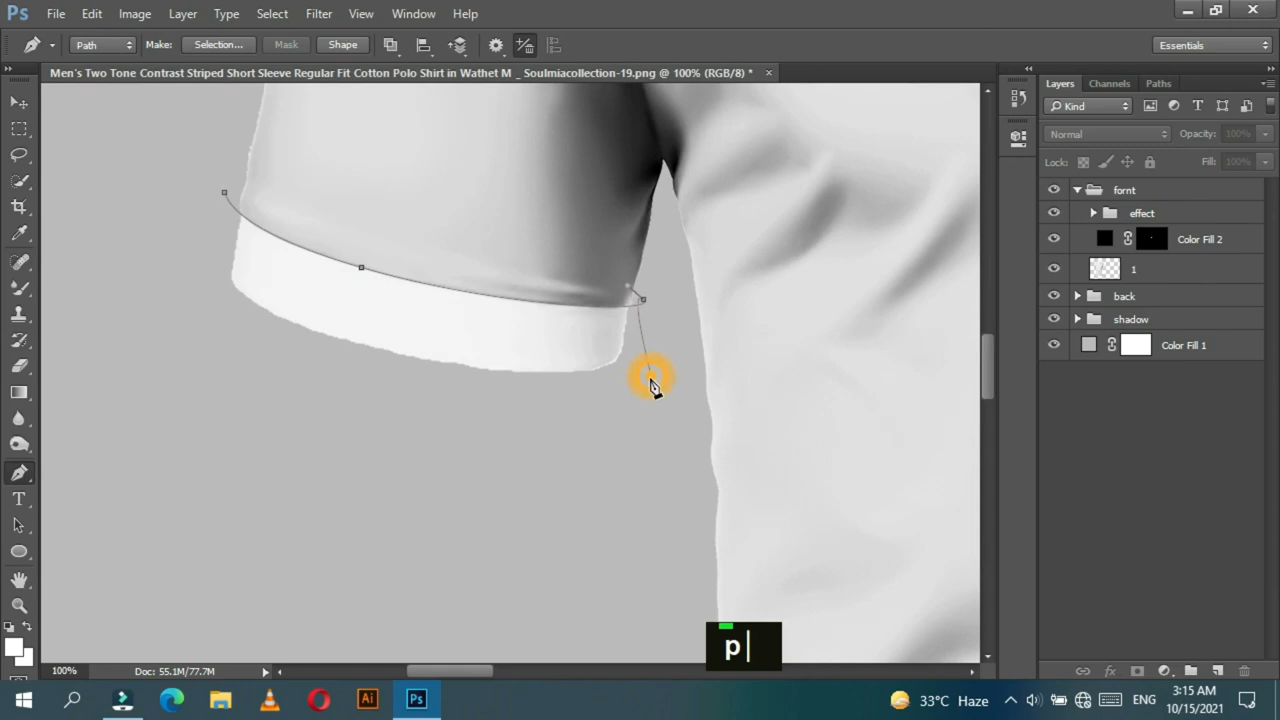 Ps File Edit Image Layer Type Select Filter View Window Help
Path Make: Selection... Mask Shape Essentials
Men's Two Tone Contrast Striped Short Sleeve Regular Fit Cotton Polo Shirt in Wathet M _ Soulmiacollection-19.png @ 100% (RGB/8) *
Layers Channels Paths
Kind
Normal Opacity: 100%
Lock: Fill: 100%
fornt
effect
Color Fill 2
1
back
shadow
Color Fill 1
p
100% Doc: 55.1M/77.7M
Ai Ps 33°C Haze ENG 3:15 AM
10/15/2021